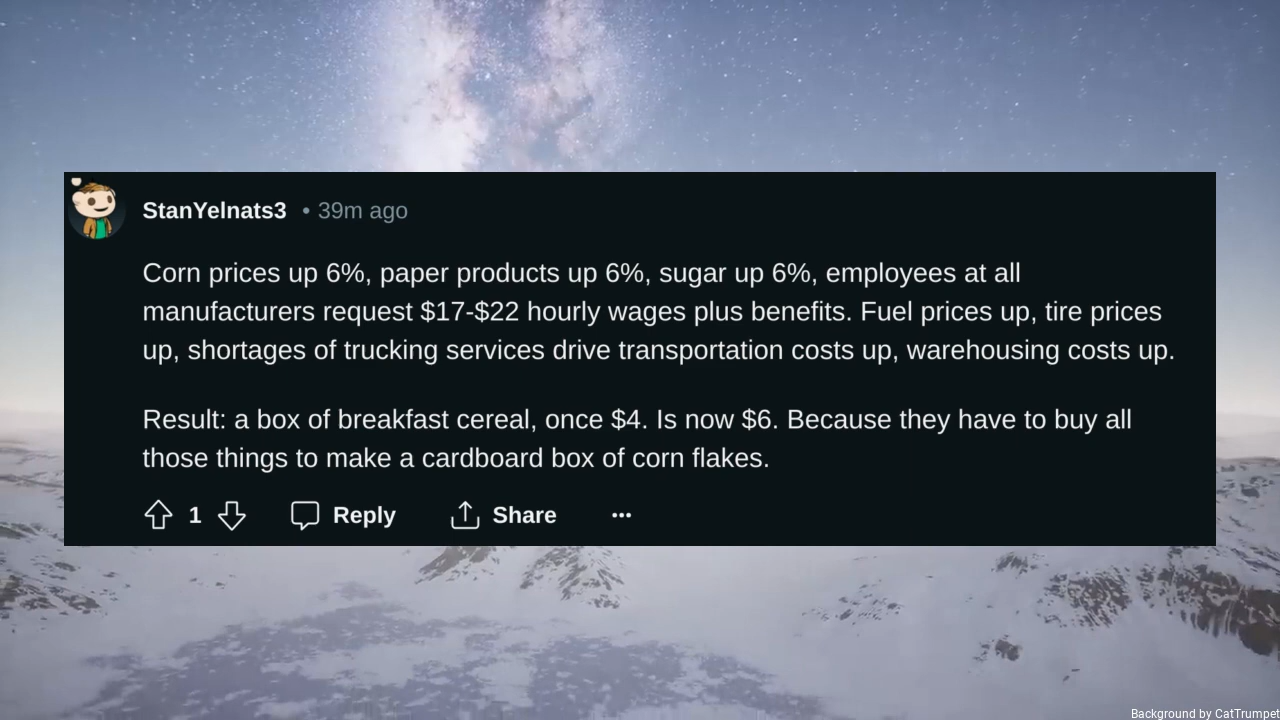 StanYelnats3 • 39m ago
Corn prices up 6%, paper products up 6%, sugar up 6%, employees at all
manufacturers request $17-$22 hourly wages plus benefits. Fuel prices up, tire prices
up, shortages of trucking services drive transportation costs up, warehousing costs up.
Result: a box of breakfast cereal, once $4. Is now $6. Because they have to buy all
those things to make a cardboard box of corn flakes.
1 Reply Share ···
Background by CatTrumpet